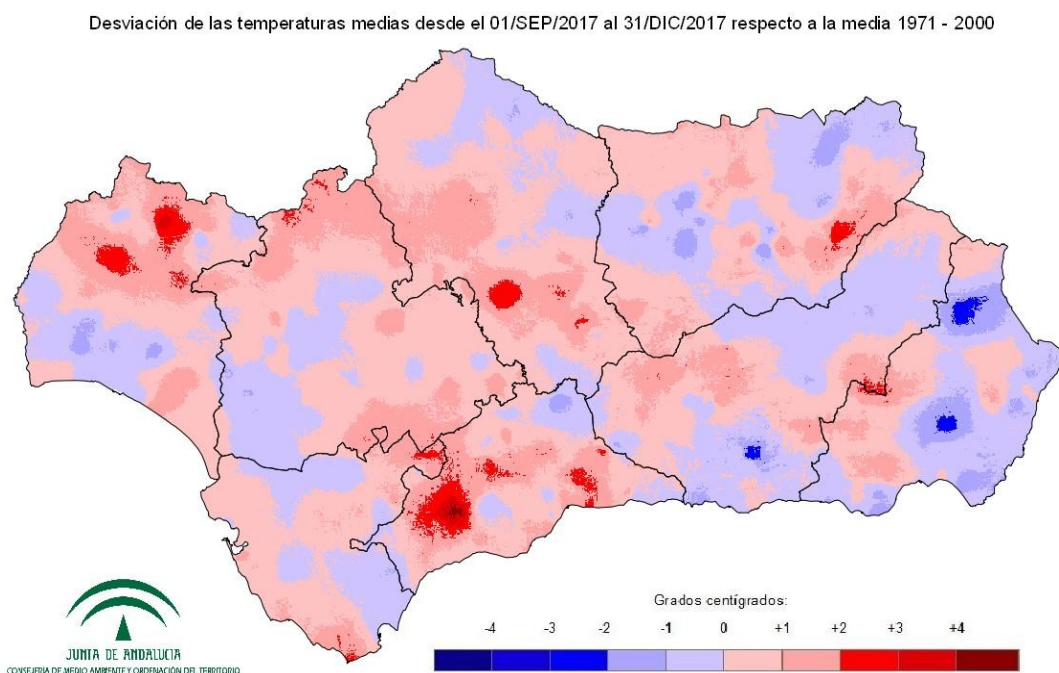 Desviación de las temperaturas medias desde el 01/SEP/2017 al 31/DIC/2017 respecto a la media 1971 - 2000
Grados centígrados:
-4 -3 -2 -1 0 +1 +2 +3 +4
JUNTA DE ANDALUCIA
CONSEJERÍA DE MEDIO AMBIENTE Y ORDENACIÓN DEL TERRITORIO